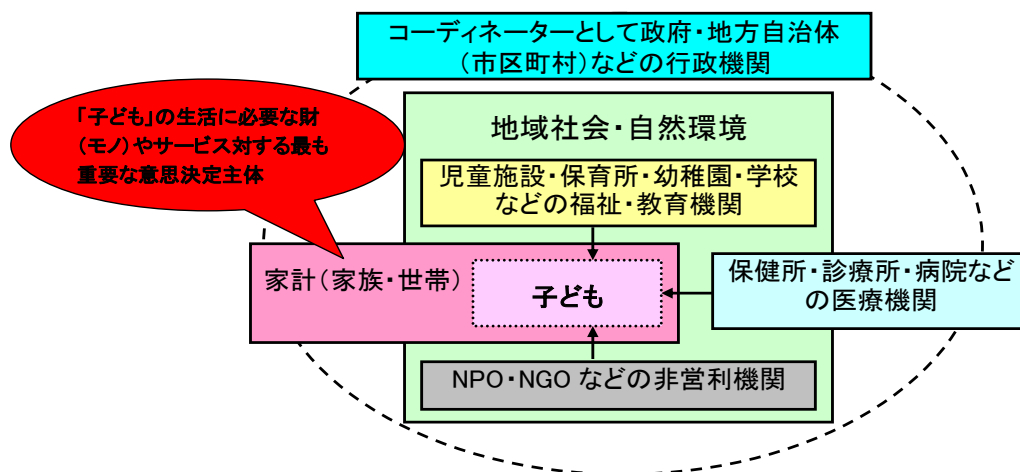 コーディネーターとして政府・地方自治体
(市区町村)などの行政機関
「子ども」の生活に必要な財
(モノ)やサービス対する最も
重要な意思決定主体
地域社会・自然環境
児童施設・保育所・幼稚園・学校
などの福祉・教育機関
家計(家族・世帯)
子ども
保健所・診療所・病院など
の医療機関
NPO・NGO などの非営利機関